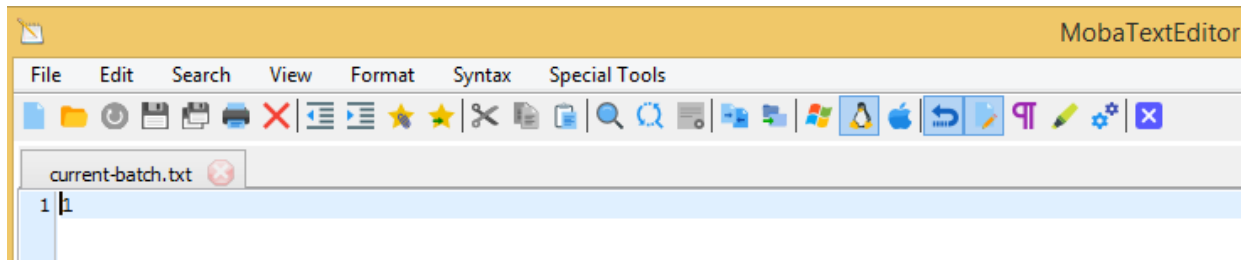 MobaTextEditor
File Edit Search View Format Syntax Special Tools
current-batch.txt
1 1